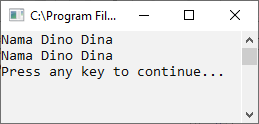 C:\Program Fil...
Nama Dino Dina
Nama Dino Dina
Press any key to continue...